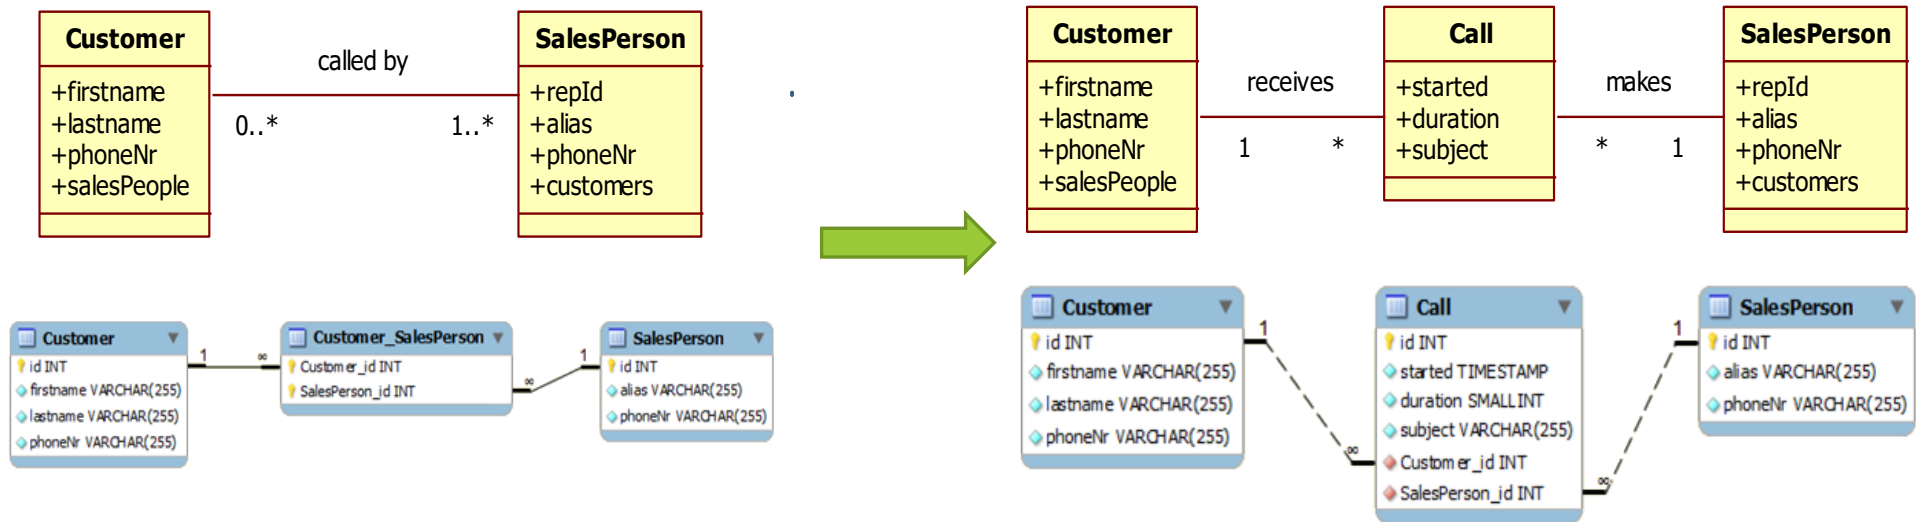 Customer
+firstname
+lastname
+phoneNr
+salesPeople
called by
0..*
1..*
SalesPerson
+repId
+alias
+phoneNr
+customers
Customer
id INT
firstname VARCHAR(255)
lastname VARCHAR(255)
phoneNr VARCHAR(255)
1
∞
Customer_SalesPerson
Customer_id INT
SalesPerson_id INT
∞
1
SalesPerson
id INT
alias VARCHAR(255)
phoneNr VARCHAR(255)
Customer
+firstname
+lastname
+phoneNr
+salesPeople
receives
1
*
Call
+started
+duration
+subject
makes
*
1
SalesPerson
+repId
+alias
+phoneNr
+customers
Customer
id INT
firstname VARCHAR(255)
lastname VARCHAR(255)
phoneNr VARCHAR(255)
1
∞
Call
id INT
started TIMESTAMP
duration SMALLINT
subject VARCHAR(255)
Customer_id INT
SalesPerson_id INT
∞
1
SalesPerson
id INT
alias VARCHAR(255)
phoneNr VARCHAR(255)